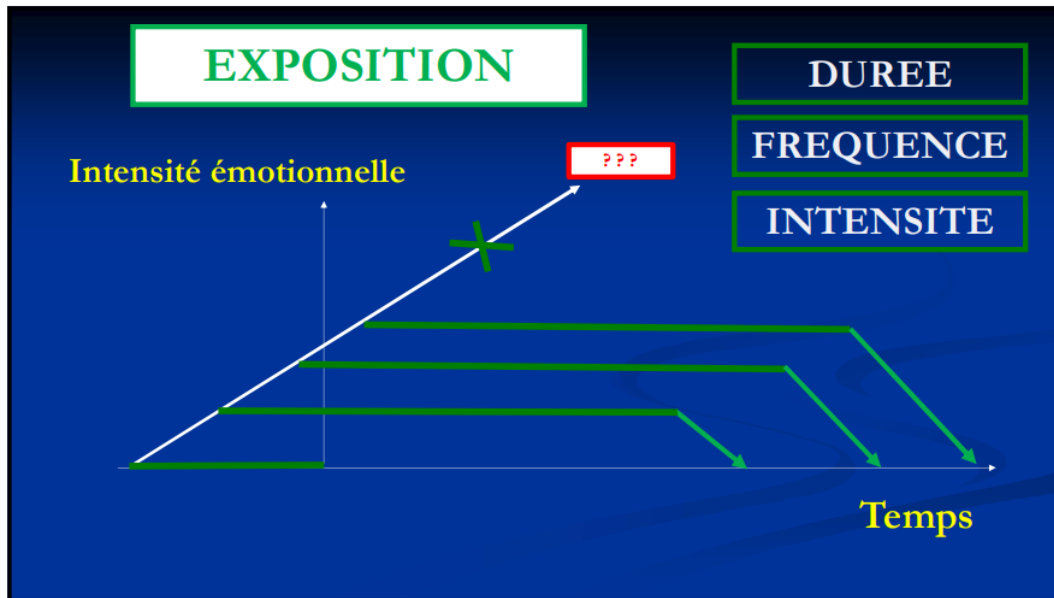 EXPOSITION
DUREE
FREQUENCE
INTENSITE
? ? ?
Intensité émotionnelle
Temps